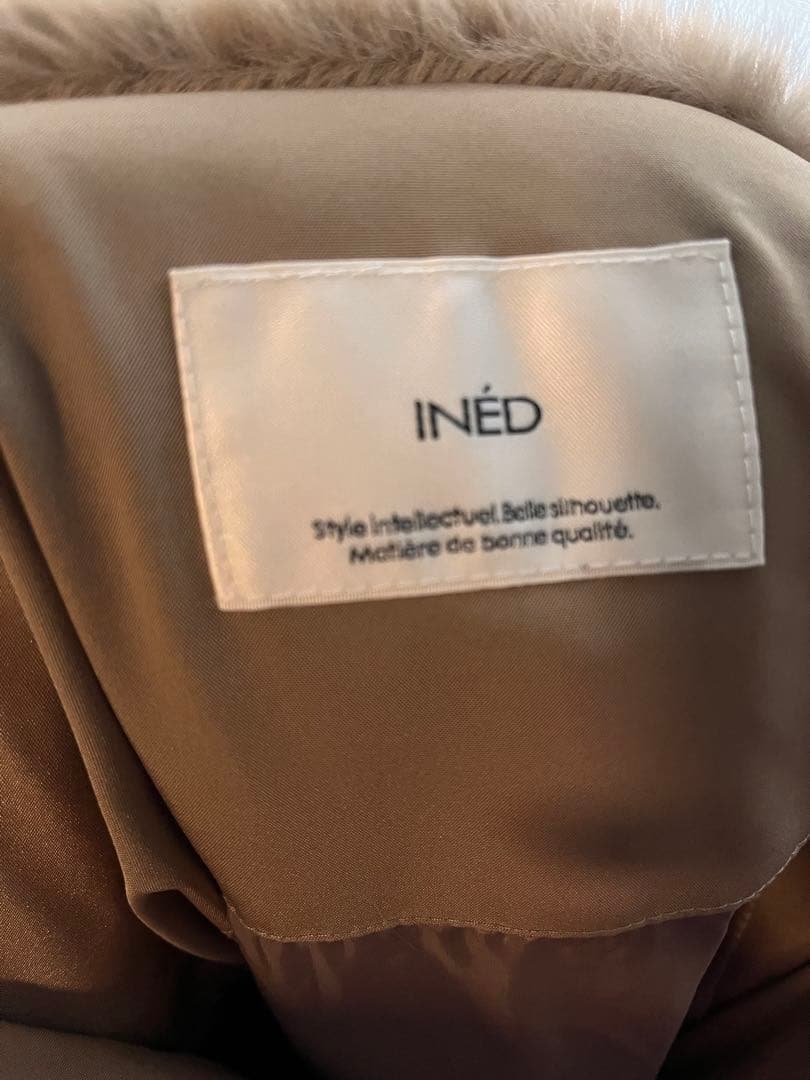 INÉD
Style intellectuel. Belle silhouette.
Matière de bonne qualité.